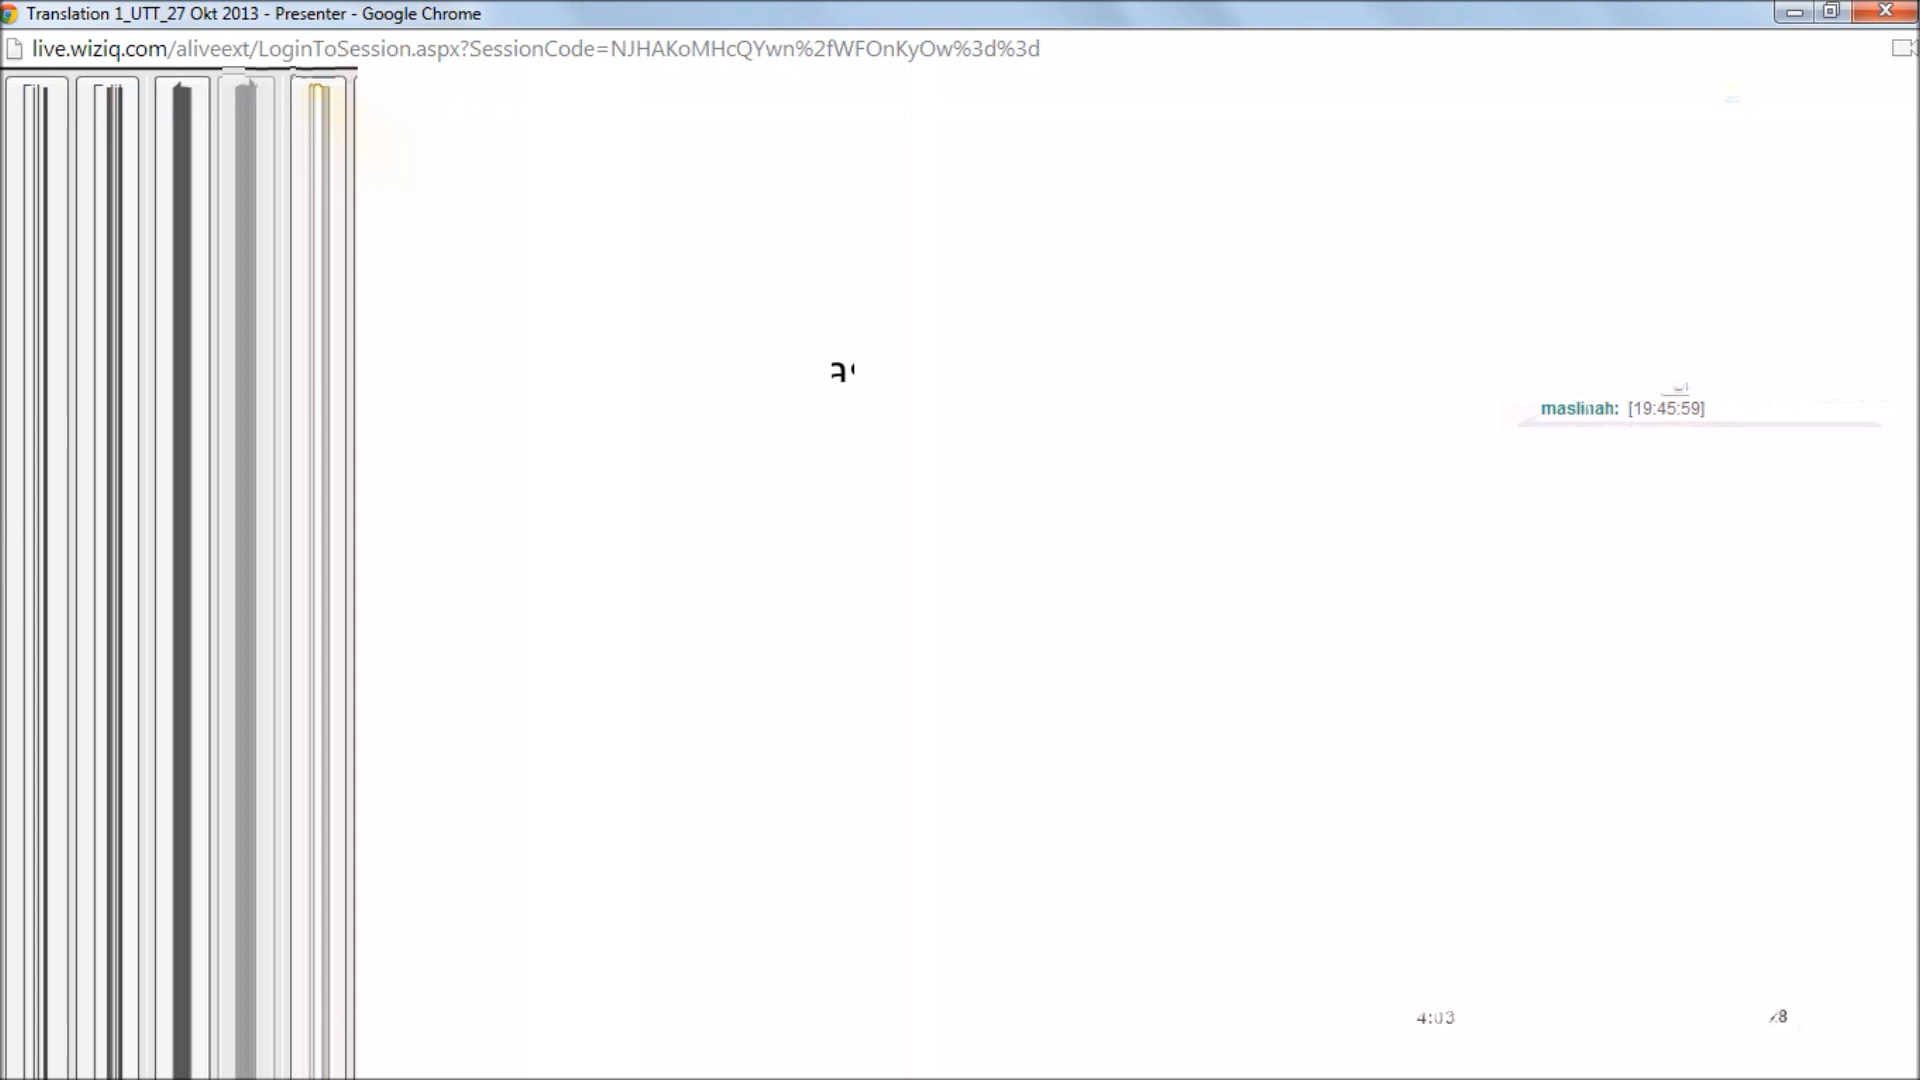 Translation 1_UTT_27 Okt 2013 - Presenter - Google Chrome
live.wiziq.com/aliveext/LoginToSession.aspx?SessionCode=NJHAKoMHcQYwn%2fWFOnKyOw%3d%3d
maslinah: [19:45:59]
4:03